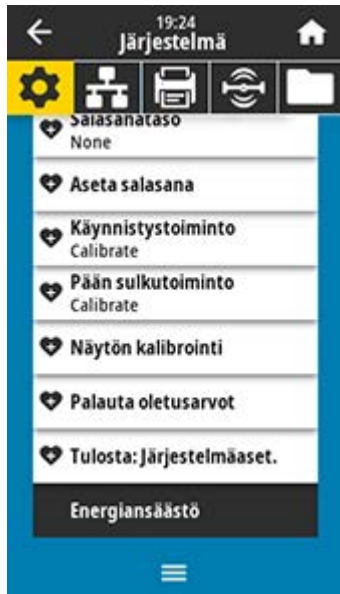 19:24
Järjestelmä
Salasanataso
None
Aseta salasana
Käynnistystoiminto
Calibrate
Pään sulkutoiminto
Calibrate
Näytön kalibrointi
Palauta oletusarvot
Tulosta: Järjestelmäaset.
Energiansäästö